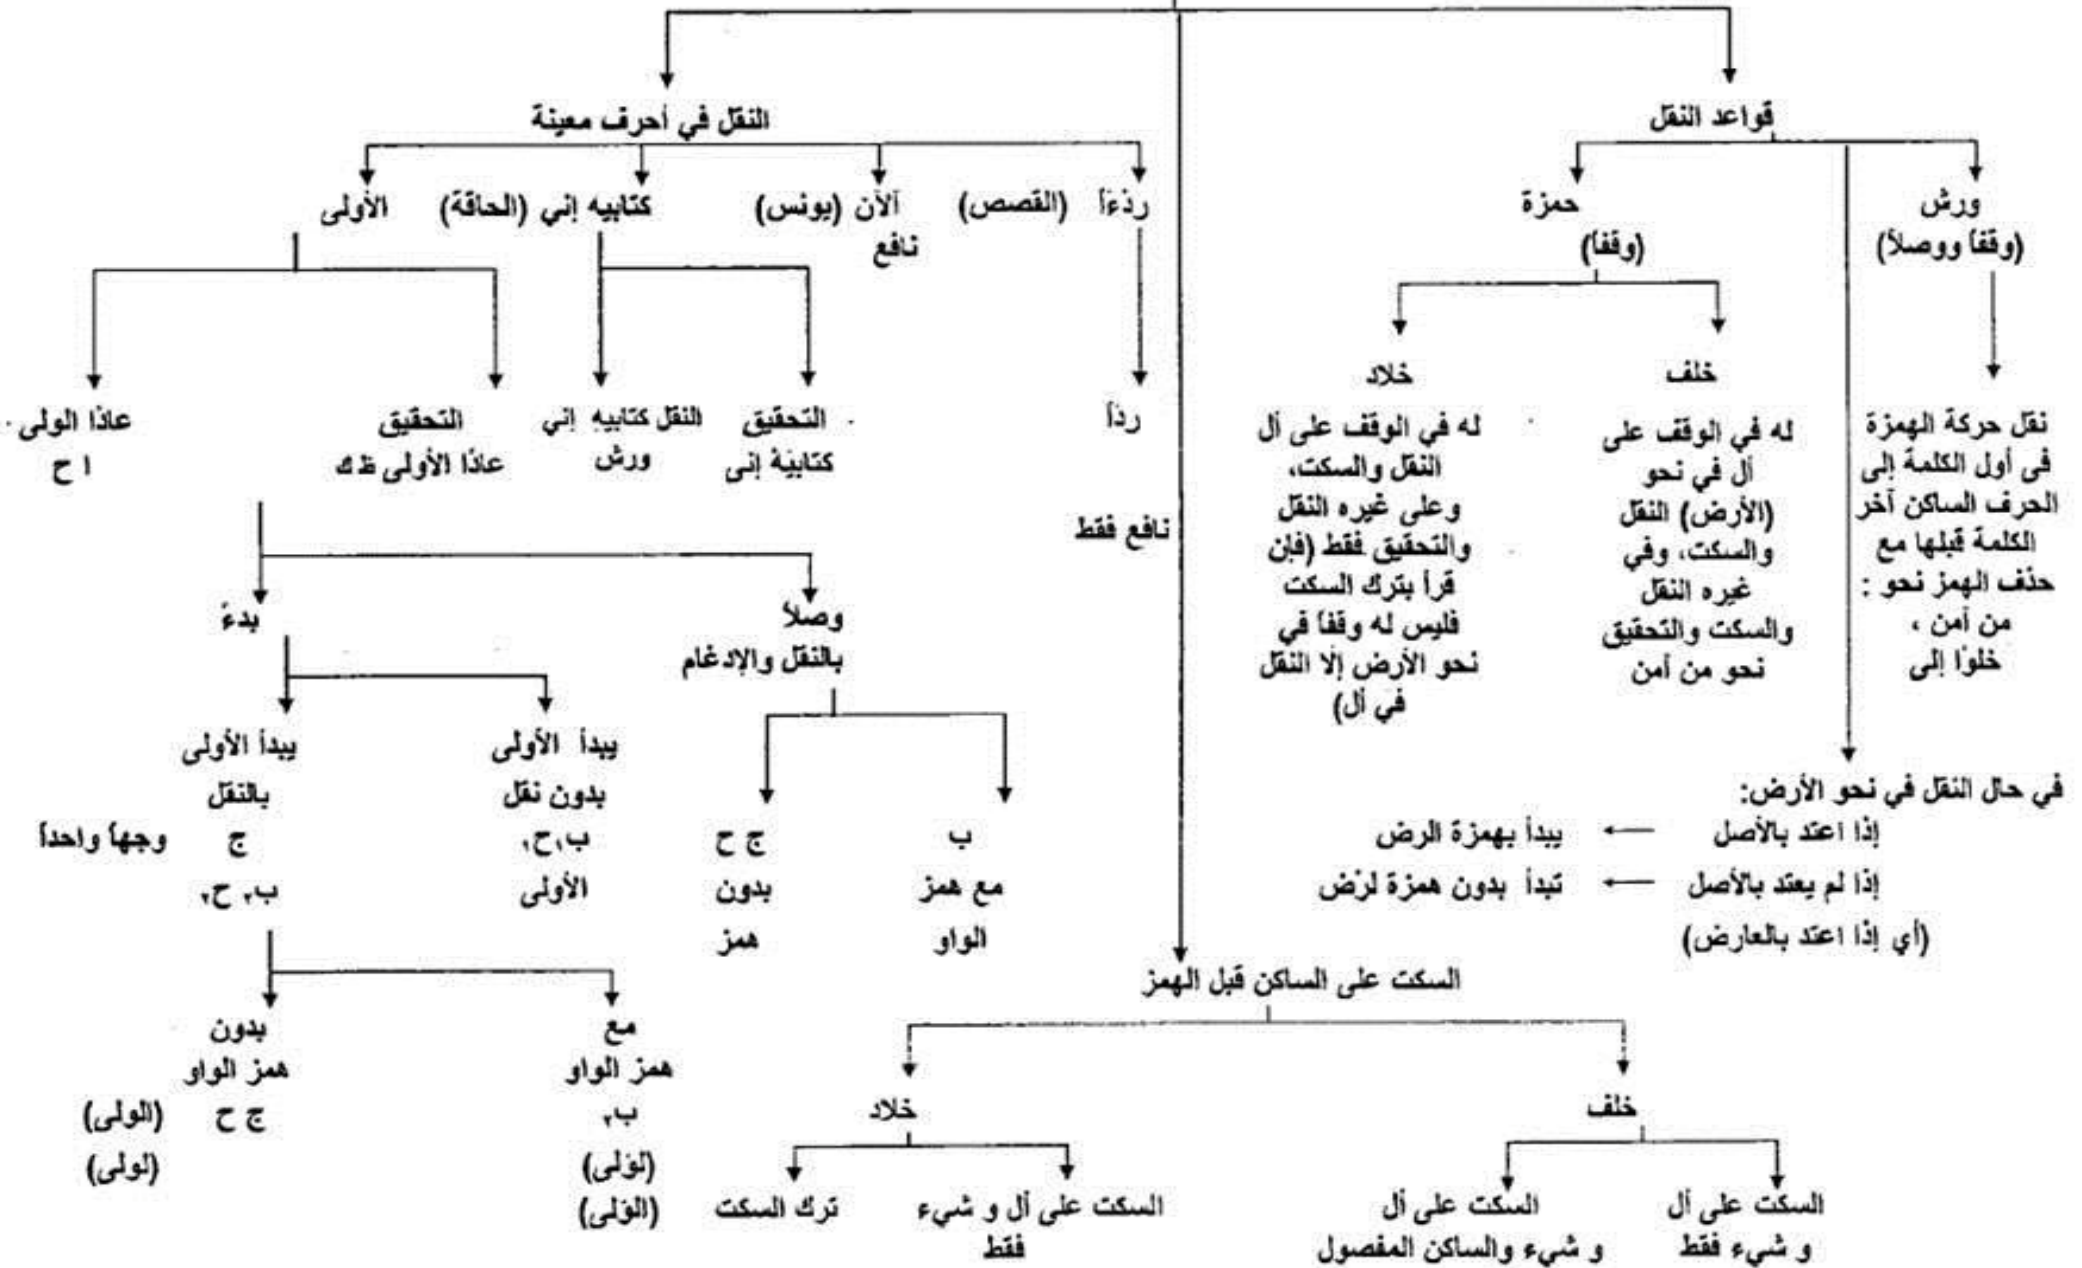 قواعد النقل
ورش
(وقفاً ووصلاً)
نقل حركة الهمزة
في أول الكلمة إلى
الحرف الساكن آخر
الكلمة قبلها مع
حذف الهمز نحو :
من آمن ،
خلوا إلى
حمزة
(وقفاً)
خلف
له في الوقف على
أل في نحو
(الأرض) النقل
والسكت، وفي
غيره النقل
والسكت والتحقيق
نحو من آمن
خلاد
له في الوقف على أل
النقل والسكت،
وعلى غيره النقل
والتحقيق فقط (فإن
قرأ بترك السكت
فليس له وقفاً في
نحو الأرض إلا النقل
في أل)
في حال النقل في نحو الأرض:
إذا اعتد بالأصل ← يبدأ بهمزة الرض
إذا لم يعتد بالأصل ← تبدأ بدون همزة لرض
(أي إذا اعتد بالعارض)
السكت على الساكن قبل الهمز
خلف
السكت على أل
و شيء فقط
السكت على أل
و شيء والساكن المفصول
خلاد
السكت على أل و شيء
فقط
ترك السكت
النقل في أحرف معينة
ردءاً (القصص)
رداً
نافع فقط
آلآن (يونس)
نافع
كتابيه إني (الحاقة)
التحقيق
كتابيه إنى
النقل كتابيه إني
ورش
الأولى
التحقيق
عادًا الأولى ظ ك
عادًا الولى
ا ح
وصلاً
بالنقل والإدغام
ب
مع همز
الواو
ج ح
بدون
همز
بدءً
يبدأ الأولى
بدون نقل
ب١ح١
الأولى
يبدأ الأولى
بالنقل
ج وجهاً واحداً
ب٢ ح٢
مع
همز الواو
ب٢
(لؤلى)
(الؤلى)
بدون
همز الواو
ج ح (الولى)
(لولى)